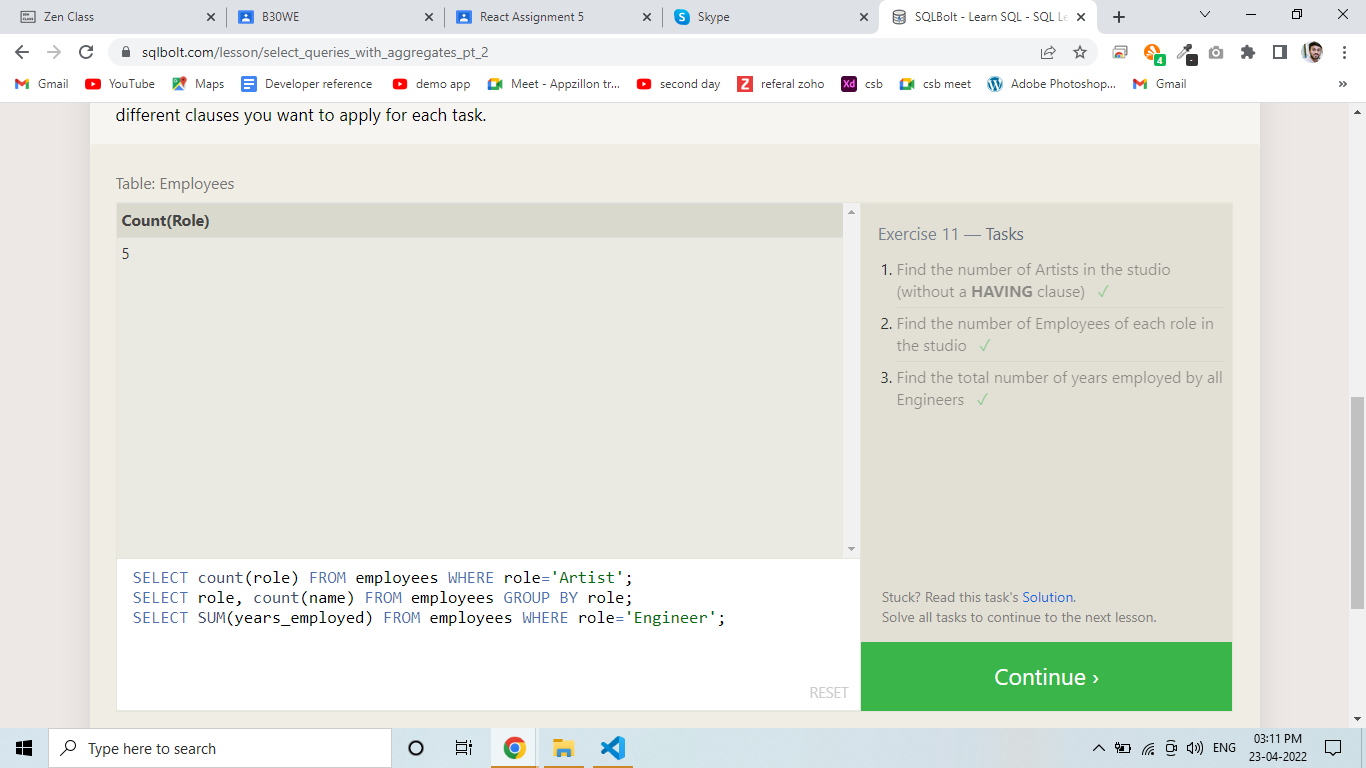 Zen Class
B30WE
React Assignment 5
Skype
SQLBolt - Learn SQL - SQL Le
sqlbolt.com/lesson/select_queries_with_aggregates_pt_2
4
Gmail
YouTube
Maps
Developer reference
demo app
Meet - Appzillon tr...
second day
Z referal zoho
Xd csb
csb meet
Adobe Photoshop...
Gmail
»
different clauses you want to apply for each task.
Table: Employees
Count(Role)
5
Exercise 11 — Tasks
1. Find the number of Artists in the studio
(without a HAVING clause) ✓
2. Find the number of Employees of each role in
the studio ✓
3. Find the total number of years employed by all
Engineers ✓
Stuck? Read this task's Solution.
Solve all tasks to continue to the next lesson.
SELECT count(role) FROM employees WHERE role='Artist';
SELECT role, count(name) FROM employees GROUP BY role;
SELECT SUM(years_employed) FROM employees WHERE role='Engineer';
RESET
Continue ›
Type here to search
ENG
03:11 PM
23-04-2022